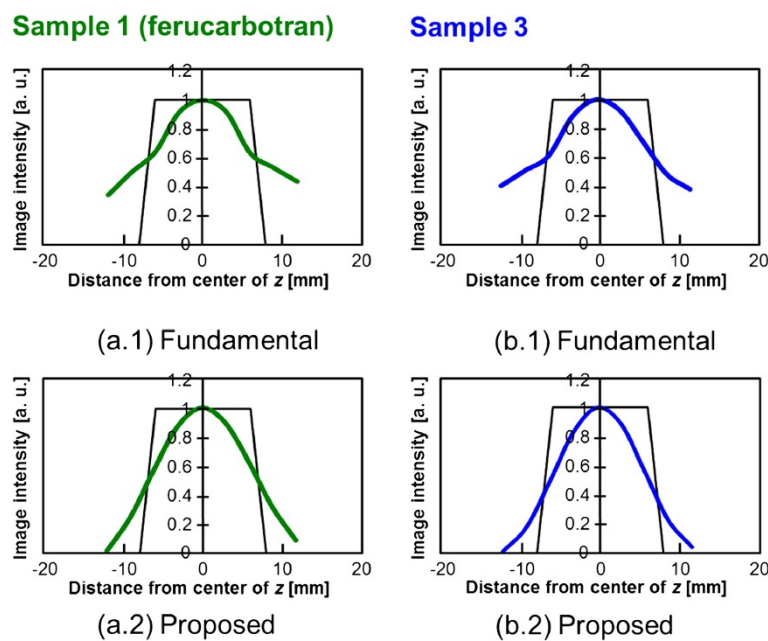 Sample 1 (ferucarbotran)
Sample 3
Image intensity [a. u.]
1.2
1
0.8
0.6
0.4
0.2
0
-20 -10 0 10 20
Distance from center of z [mm]
(a.1) Fundamental
Image intensity [a. u.]
1.2
1
0.8
0.6
0.4
0.2
0
-20 -10 0 10 20
Distance from center of z [mm]
(b.1) Fundamental
Image intensity [a. u.]
1.2
1
0.8
0.6
0.4
0.2
0
-20 -10 0 10 20
Distance from center of z [mm]
(a.2) Proposed
Image intensity [a. u.]
1.2
1
0.8
0.6
0.4
0.2
0
-20 -10 0 10 20
Distance from center of z [mm]
(b.2) Proposed